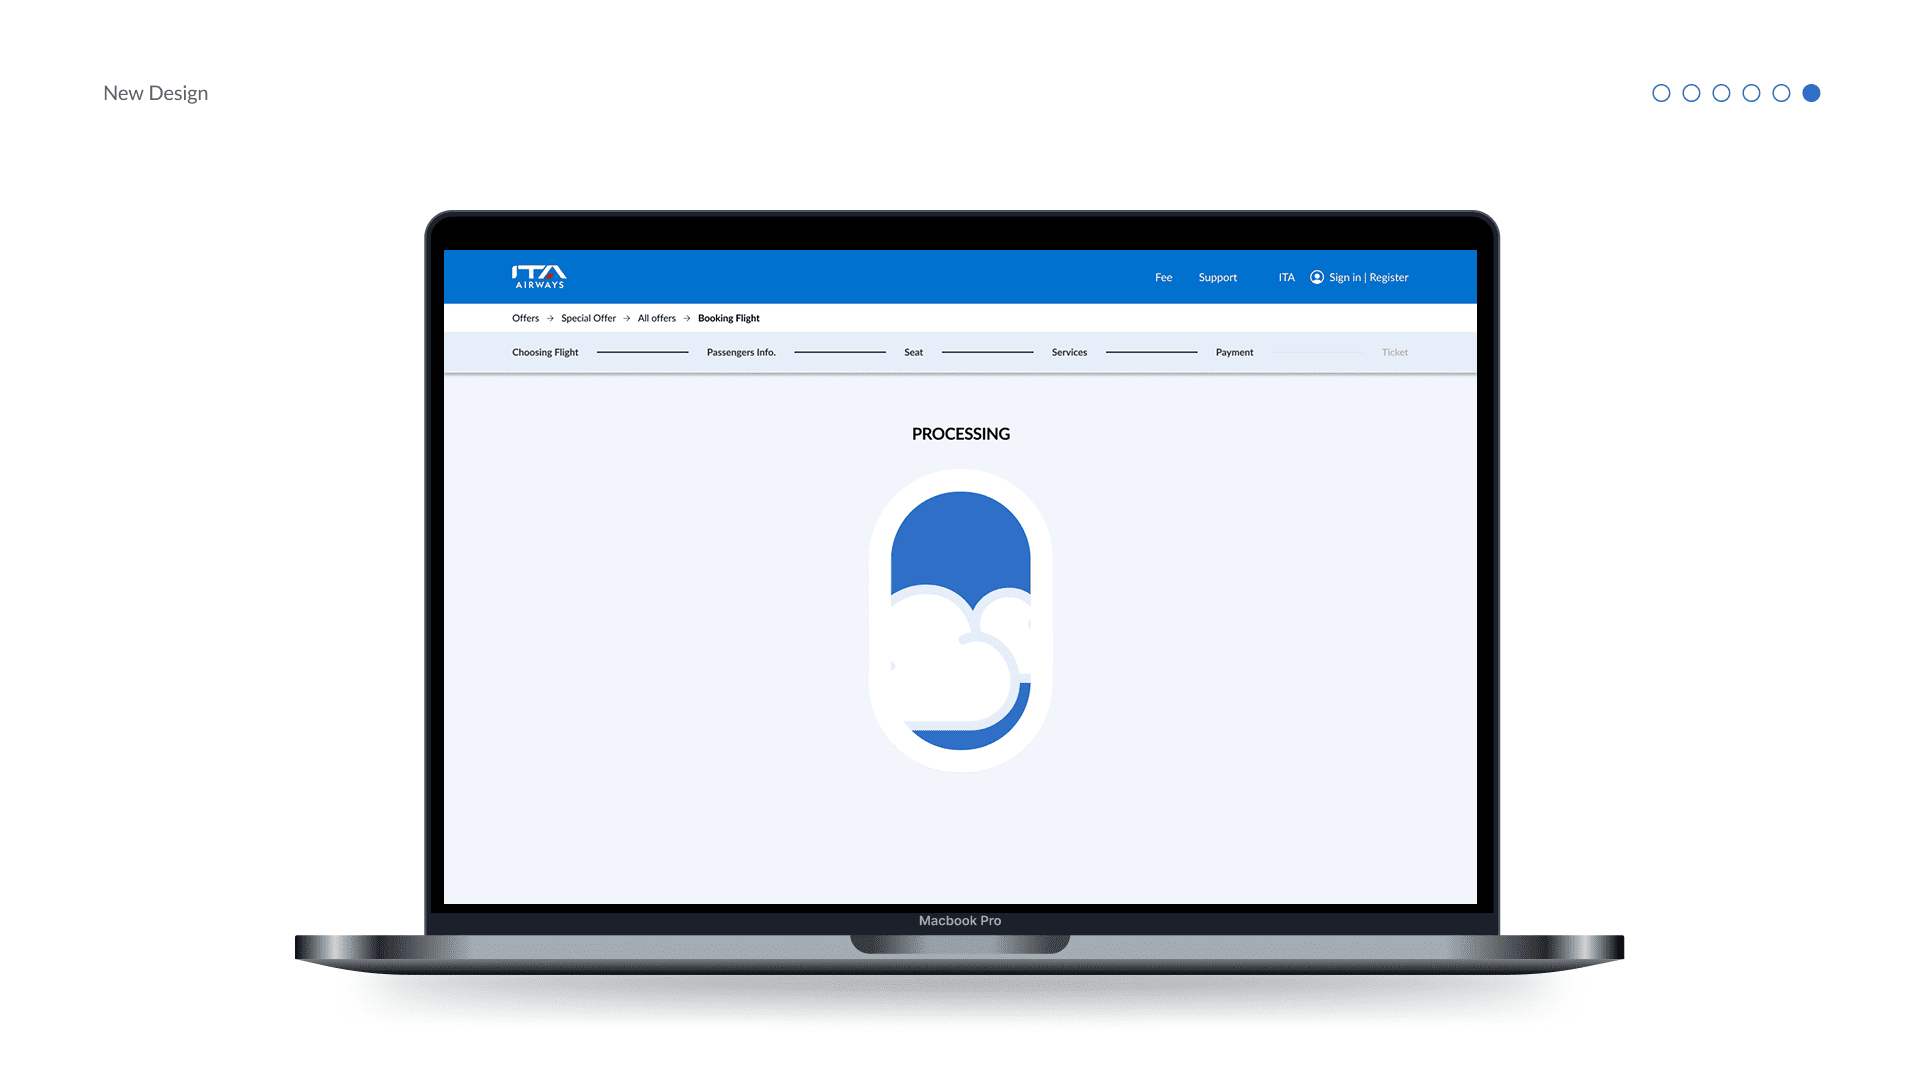 New Design
ITA
AIRWAYS
Fee Support ITA Sign in | Register
Offers → Special Offer → All offers → Booking Flight
Choosing Flight Passengers Info. Seat Services Payment Ticket
PROCESSING
Macbook Pro